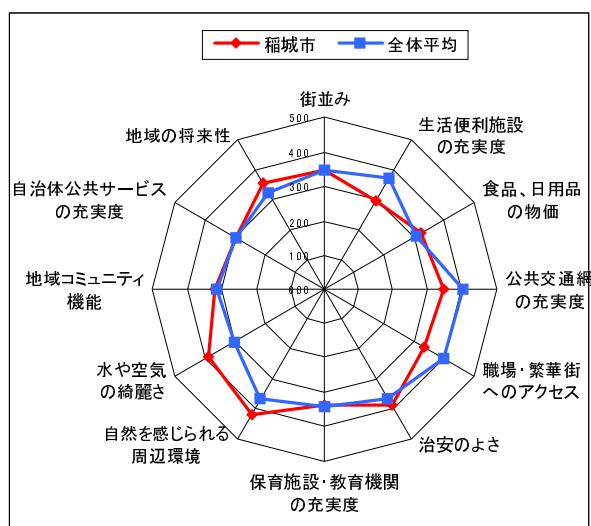 稲城市 全体平均
街並み
生活便利施設
の充実度
食品、日用品
の物価
公共交通網
の充実度
職場・繁華街
へのアクセス
治安のよさ
保育施設・教育機関
の充実度
自然を感じられる
周辺環境
水や空気
の綺麗さ
地域コミュニティ
機能
自治体公共サービス
の充実度
地域の将来性
500
400
300
200
100
000